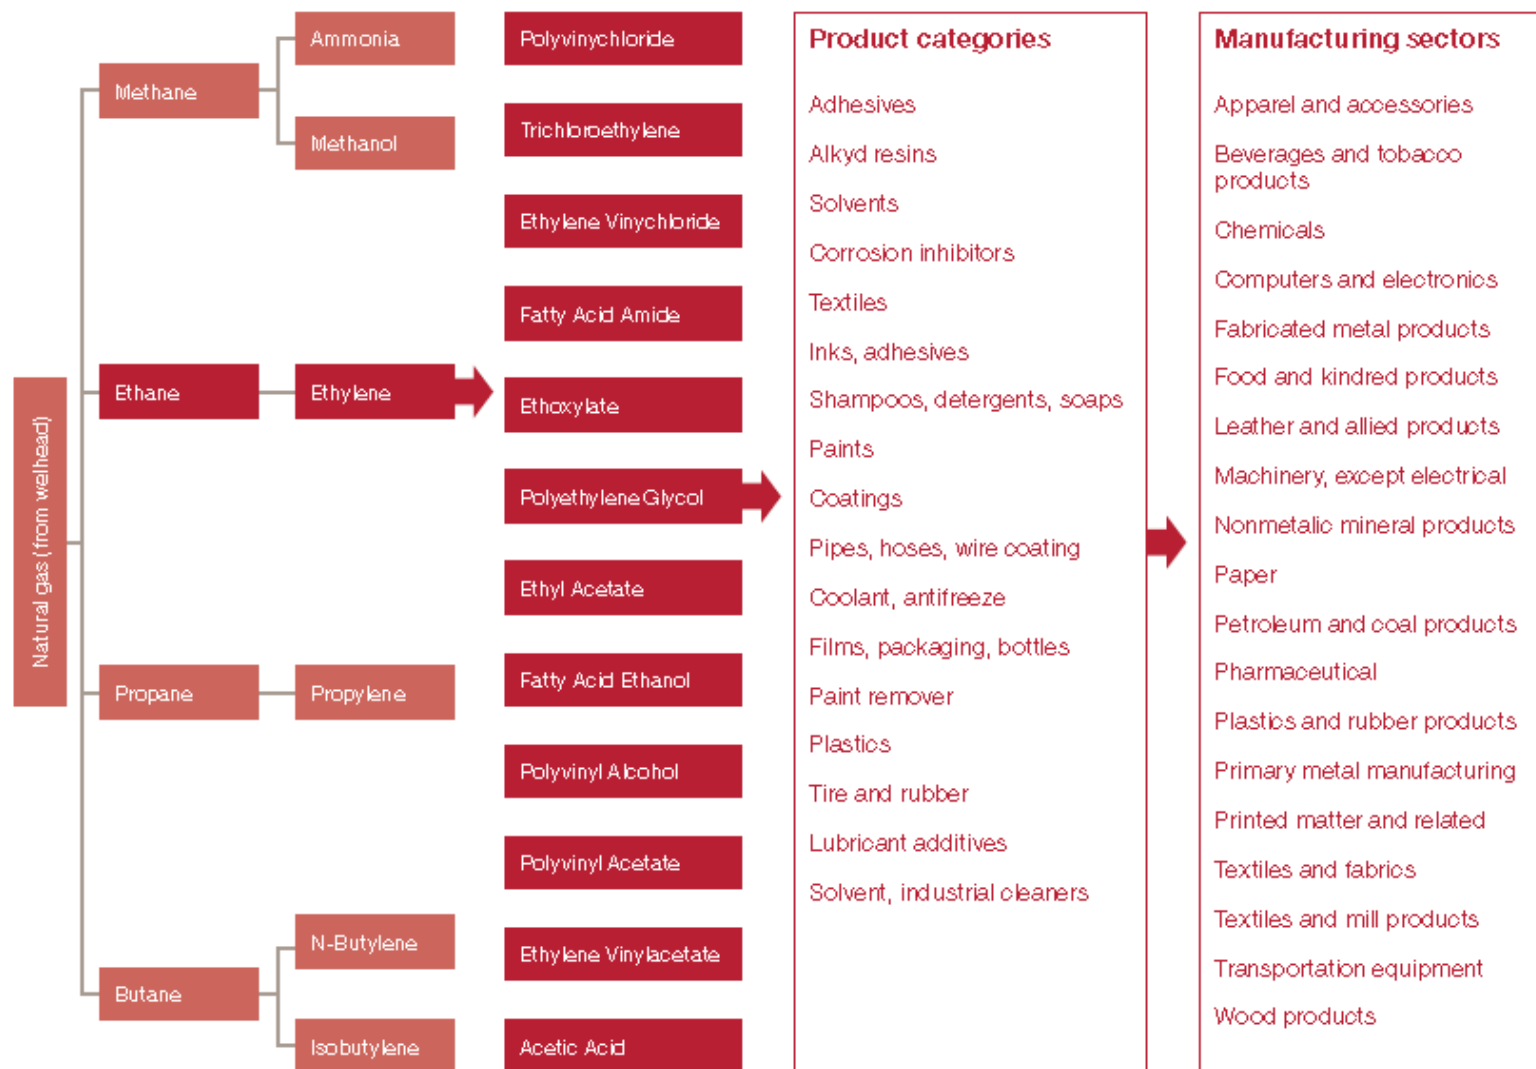 Natural gas (from welhead)
Methane
Ammonia
Methanol
Ethane
Ethylene
Propane
Propylene
Butane
N-Butylene
Isobutylene
Polyvinychloride
Trichloroethylene
Ethylene Vinychloride
Fatty Acid Amide
Ethoxylate
Polyethylene Glycol
Ethyl Acetate
Fatty Acid Ethanol
Polyvinyl Alcohol
Polyvinyl Acetate
Ethylene Vinylacetate
Acetic Acid
Product categories
Adhesives
Alkyd resins
Solvents
Corrosion inhibitors
Textiles
Inks, adhesives
Shampoos, detergents, soaps
Paints
Coatings
Pipes, hoses, wire coating
Coolant, antifreeze
Films, packaging, bottles
Paint remover
Plastics
Tire and rubber
Lubricant additives
Solvent, industrial cleaners
Manufacturing sectors
Apparel and accessories
Beverages and tobacco
products
Chemicals
Computers and electronics
Fabricated metal products
Food and kindred products
Leather and allied products
Machinery, except electrical
Nonmetalic mineral products
Paper
Petroleum and coal products
Pharmaceutical
Plastics and rubber products
Primary metal manufacturing
Printed matter and related
Textiles and fabrics
Textiles and mill products
Transportation equipment
Wood products